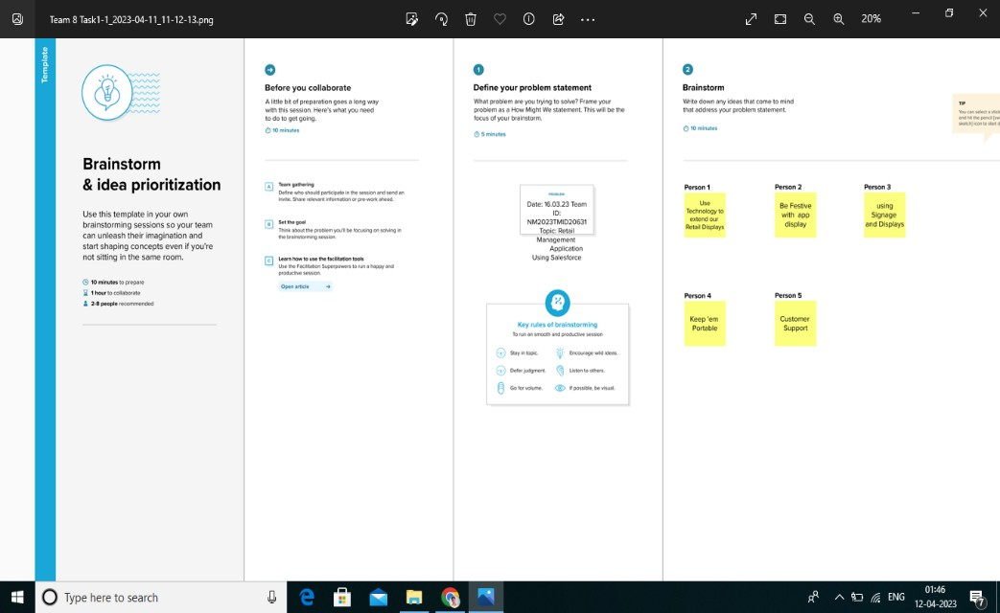 Team 8 Task1-1_2023-04-11_11-12-13.png
20%
Template
Brainstorm
& idea prioritization
Use this template in your own
brainstorming sessions so your team
can unleash their imagination and
start shaping concepts even if you're
not sitting in the same room.
10 minutes to prepare
1 hour to collaborate
2-8 people recommended
Before you collaborate
A little bit of preparation goes a long way
with this session. Here's what you need
to do to get going.
10 minutes
A
Team gathering
Define who should participate in the session and send an
invite. Share relevant information or pre-work ahead.
B
Set the goal
Think about the problem you'll be focusing on solving in
the brainstorming session.
C
Learn how to use the facilitation tools
Use the Facilitation Superpowers to run a happy and
productive session.
Open article
1
Define your problem statement
What problem are you trying to solve? Frame your
problem as a How Might We statement. This will be the
focus of your brainstorm.
5 minutes
PROBLEM
Date: 16.03.23 Team
ID:
NM2023TMID20631
Topic: Retail
Management
Application
Using Salesforce
Key rules of brainstorming
To run an smooth and productive session
Stay in topic.
Encourage wild ideas.
Defer judgment.
Listen to others.
Go for volume.
If possible, be visual.
2
Brainstorm
Write down any ideas that come to mind
that address your problem statement.
10 minutes
TIP
You can select a
and hit the pencil
sketch] icon to start
Person 1
Use
Technology to
extend our
Retail Displays
Person 2
Be Festive
with app
display
Person 3
using
Signage
and Displays
Person 4
Keep 'em
Portable
Person 5
Customer
Support
Type here to search
ENG
01:46
12-04-2023
7